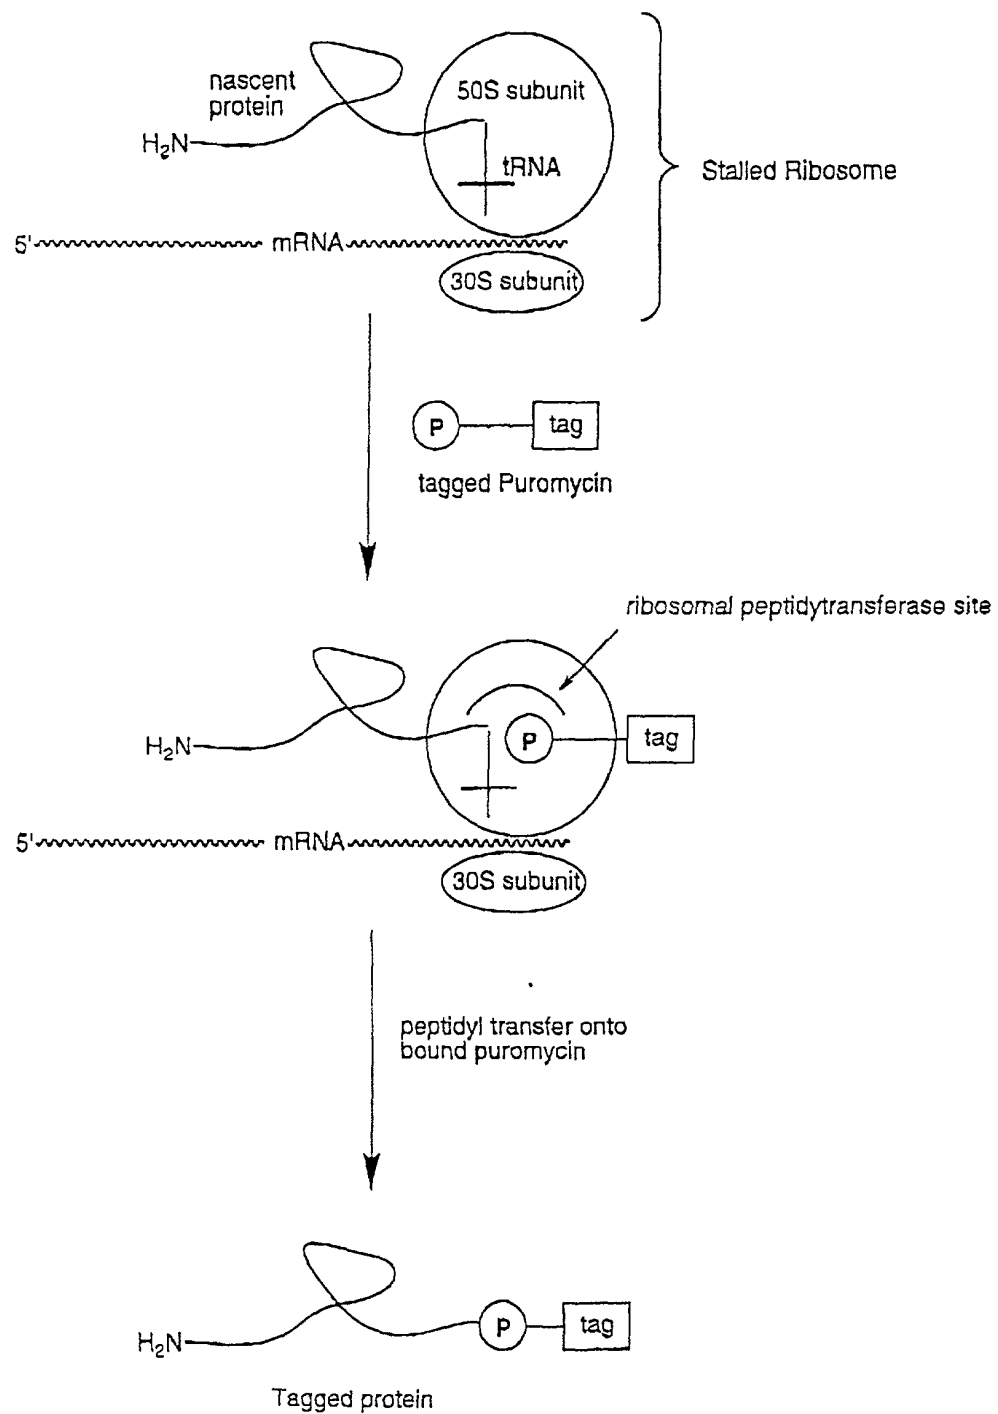 nascent
protein
50S subunit
H₂N
tRNA
Stalled Ribosome
5'
mRNA
30S subunit
P
tag
tagged Puromycin
ribosomal peptidytransferase site
H₂N
P
tag
5'
mRNA
30S subunit
peptidyl transfer onto
bound puromycin
H₂N
P
tag
Tagged protein